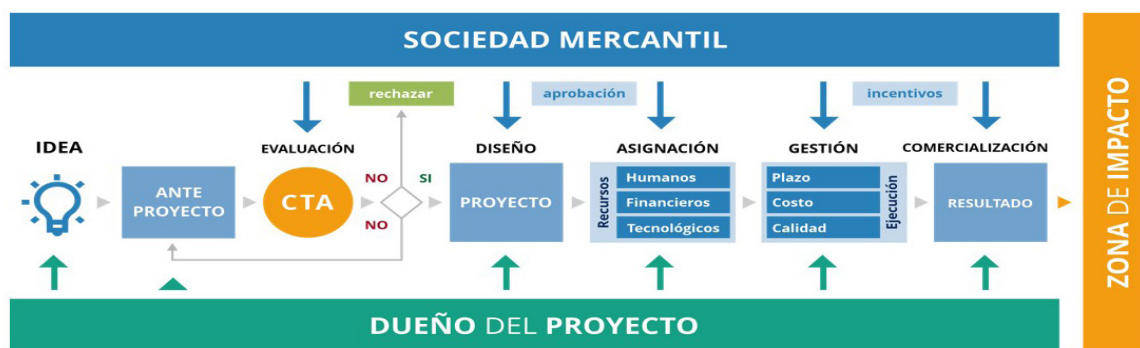 SOCIEDAD MERCANTIL
rechazar
aprobación
incentivos
IDEA
EVALUACIÓN
DISEÑO
ASIGNACIÓN
GESTIÓN
COMERCIALIZACIÓN
ANTE
PROYECTO
CTA
NO
SI
NO
PROYECTO
Recursos
Humanos
Financieros
Tecnológicos
Plazo
Costo
Calidad
Ejecución
RESULTADO
DUEÑO DEL PROYECTO
ZONA DE IMPACTO